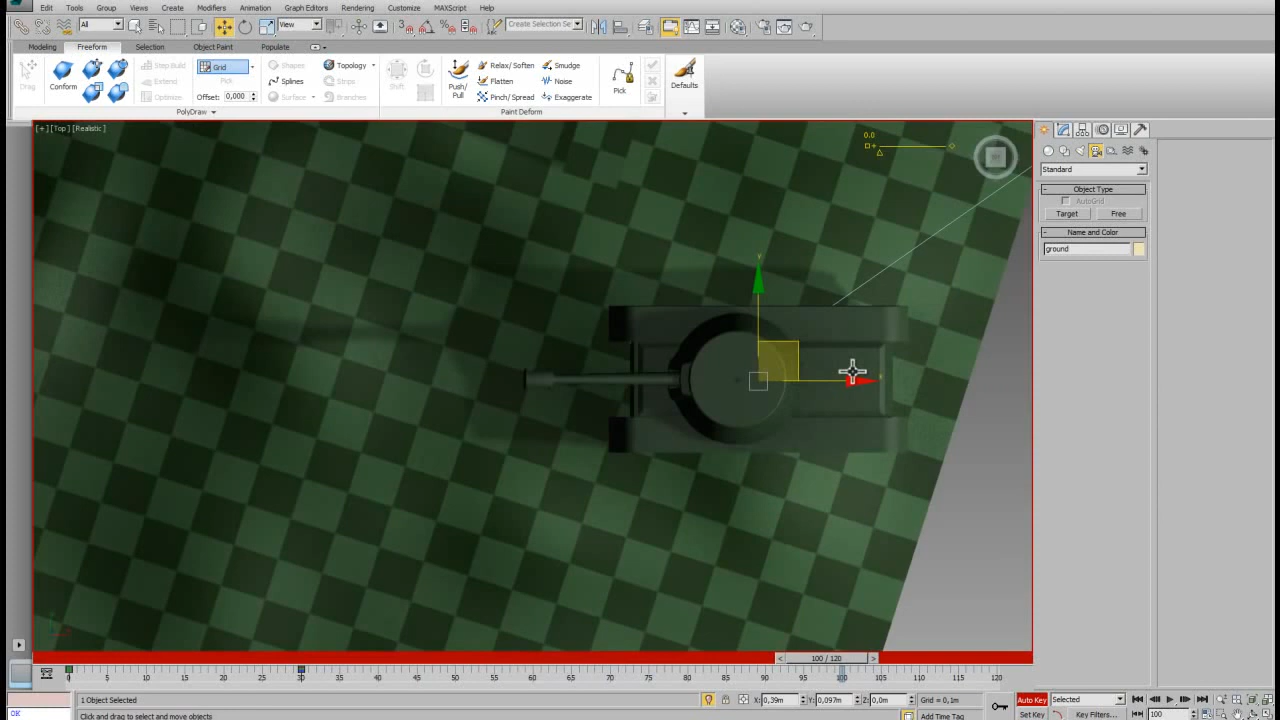 Edit Tools Group Views Create Modifiers Animation Graph Editors Rendering Customize MAXScript Help
All View 3 Create Selection Se
Modeling Freeform Selection Object Paint Populate
Drag Conform Step Build Extend Optimize Grid Pick Offset: 0,000 Shapes Splines Surface Topology Strips Branches Shift Push/Pull Relax/ Soften Flatten Pinch/ Spread Smudge Noise Exaggerate Pick Defaults
PolyDraw Paint Deform
[+] [Top] [Realistic]
0.0
y
x
Standard
Object Type
AutoGrid
Target Free
Name and Color
ground
100 / 120
0 5 10 15 20 25 30 35 40 45 50 55 60 65 70 75 80 85 90 95 100 105 110 115 120
1 Object Selected X: 0,39m Y: 0,097m Z: 0,0m Grid = 0,1m Auto Key Selected
OK Click and drag to select and move objects Add Time Tag Set Key Key Filters... 100